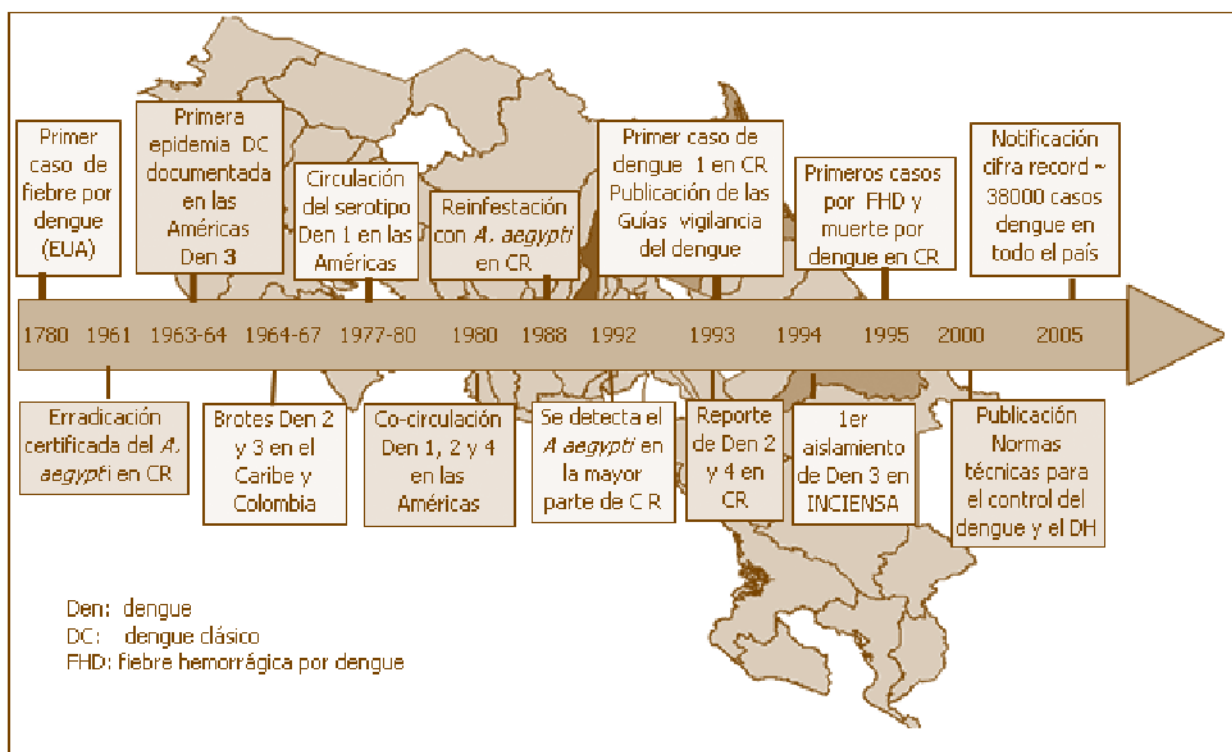 Primer
caso de
fiebre por
dengue
(EUA)
Primera
epidemia DC
documentada
en las
Américas
Den 3
Circulación
del serotipo
Den 1 en las
Américas
Reinfestación
con A. aegypti
en CR
Primer caso de
dengue 1 en CR
Publicación de las
Guías vigilancia
del dengue
Primeros casos
por FHD y
muerte por
dengue en CR
Notificación
cifra record ~
38000 casos
dengue en
todo el país
1780 1961 1963-64 1964-67 1977-80 1980 1988 1992 1993 1994 1995 2000 2005
Erradicación
certificada del A.
aegypti en CR
Brotes Den 2
y 3 en el
Caribe y
Colombia
Co-circulación
Den 1, 2 y 4
en las
Américas
Se detecta el
A aegypti en
la mayor
parte de C R
Reporte
de Den 2
y 4 en
CR
1er
aislamiento
de Den 3 en
INCIENSA
Publicación
Normas
técnicas para
el control del
dengue y el DH
Den: dengue
DC: dengue clásico
FHD: fiebre hemorrágica por dengue